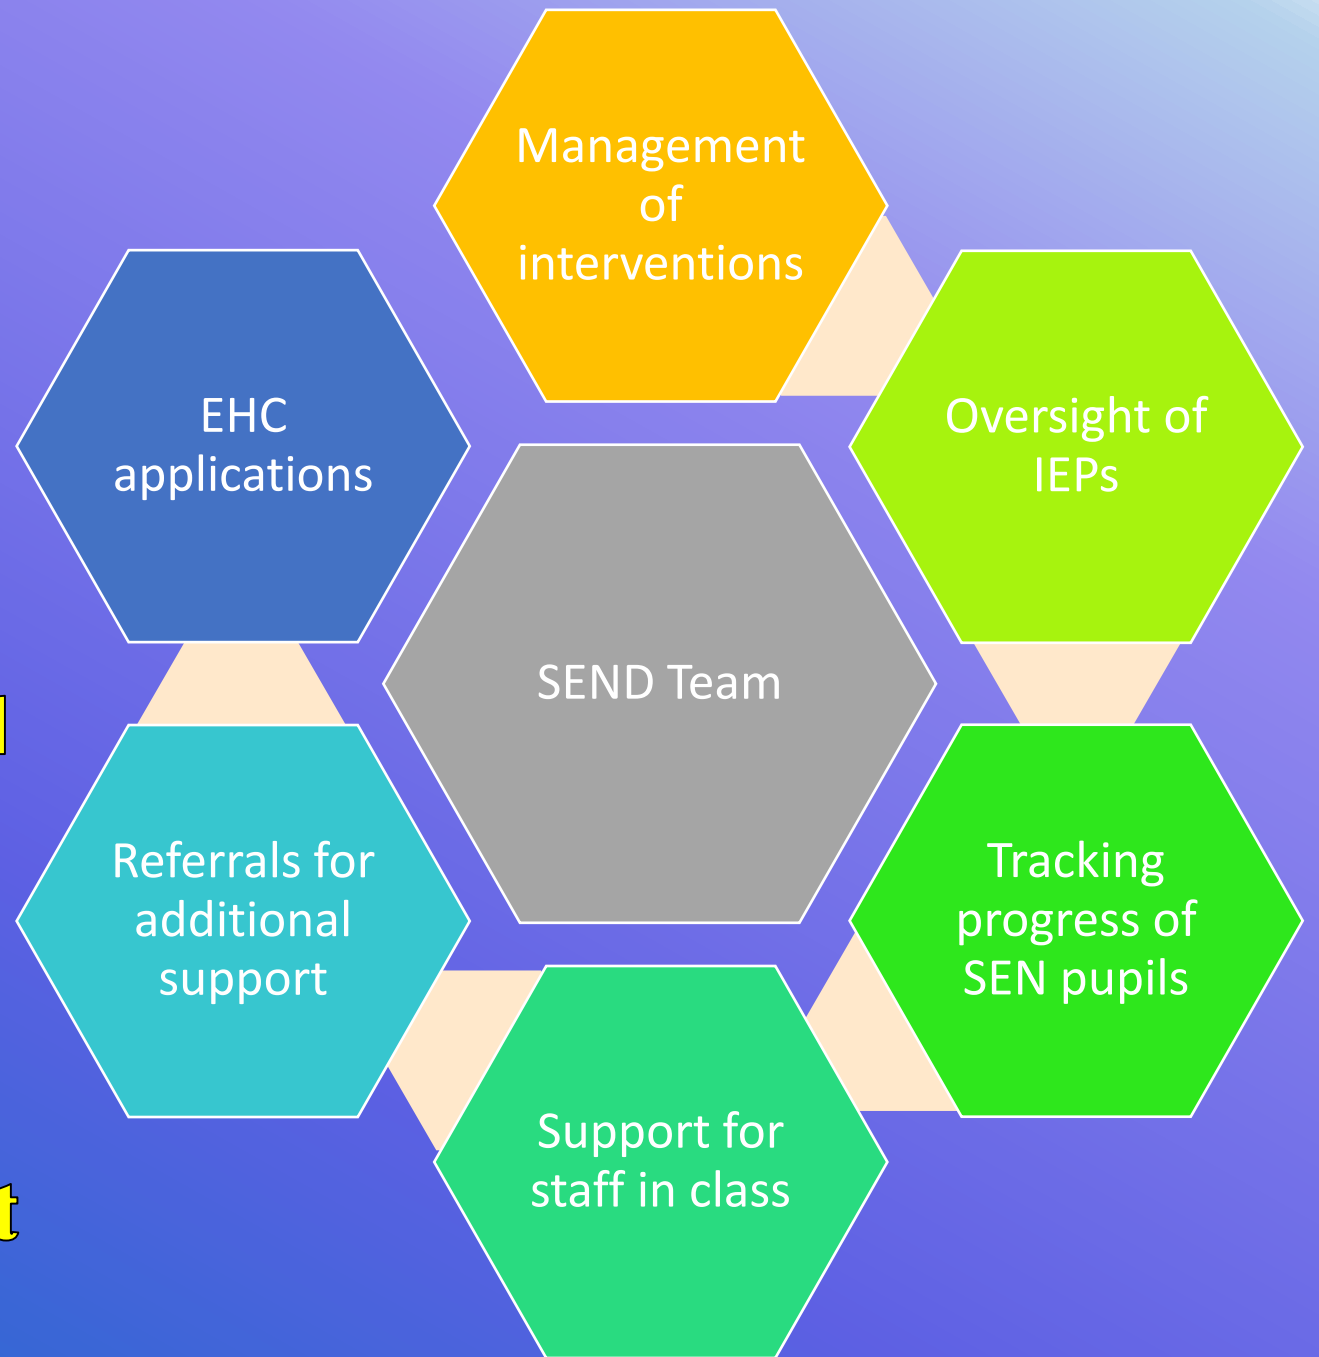 Management
of
interventions
Oversight of
IEPs
Tracking
progress of
SEN pupils
Support for
staff in class
Referrals for
additional
support
EHC
applications
SEND Team